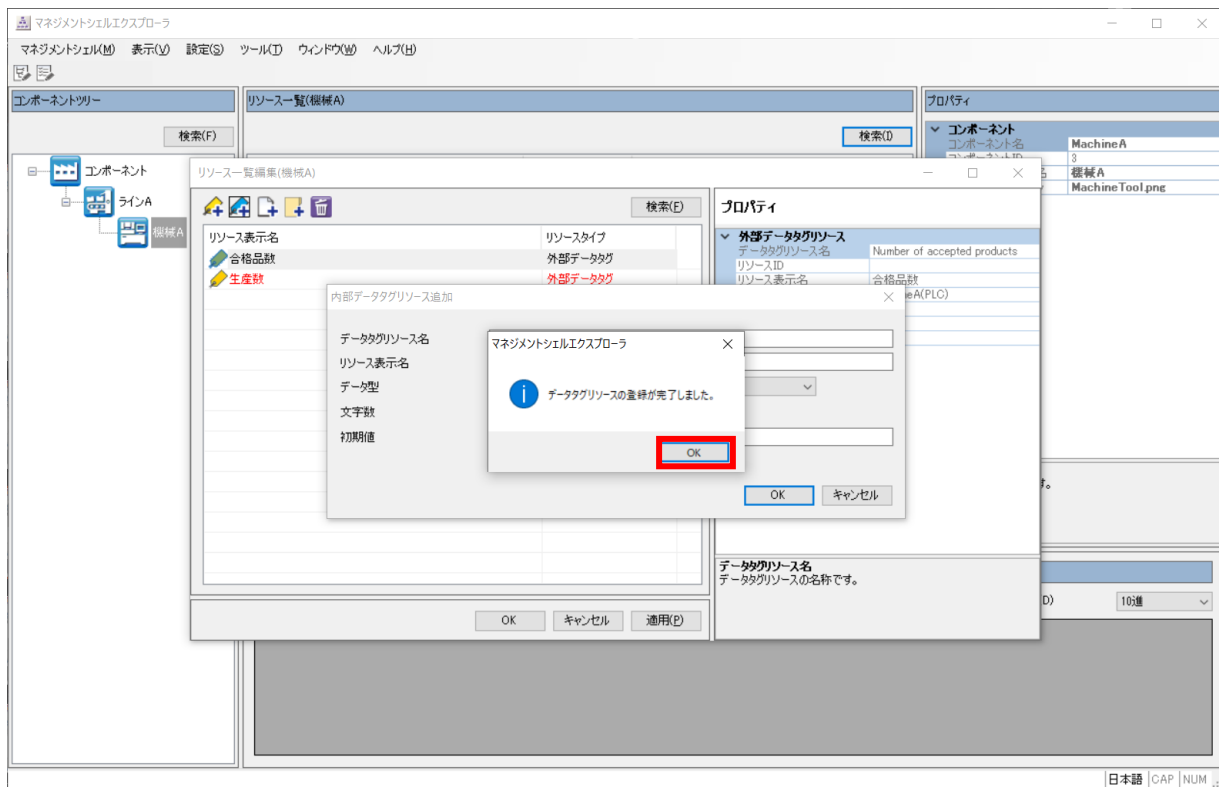 マネジメントシェルエクスプローラ
マネジメントシェル(M) 表示(V) 設定(S) ツール(T) ウィンドウ(W) ヘルプ(H)
コンポーネントツリー
検索(F)
コンポーネント
ラインA
機械A
リソース一覧(機械A)
検索(I)
プロパティ
コンポーネント
コンポーネント名 MachineA
コンポーネントID 3
機械A
MachineTool.png
リソース一覧編集(機械A)
検索(E)
リソース表示名 リソースタイプ
合格品数 外部データタグ
生産数 外部データタグ
プロパティ
外部データタグリソース
データタグリソース名 Number of accepted products
リソースID
リソース表示名 合格品数
neA(PLC)
内部データタグリソース追加
データタグリソース名
リソース表示名
データ型
文字数
初期値
OK キャンセル
マネジメントシェルエクスプローラ
データタグリソースの登録が完了しました。
OK
す。
データタグリソース名
データタグリソースの名称です。
OK キャンセル 適用(P)
D) 10進
日本語 CAP NUM